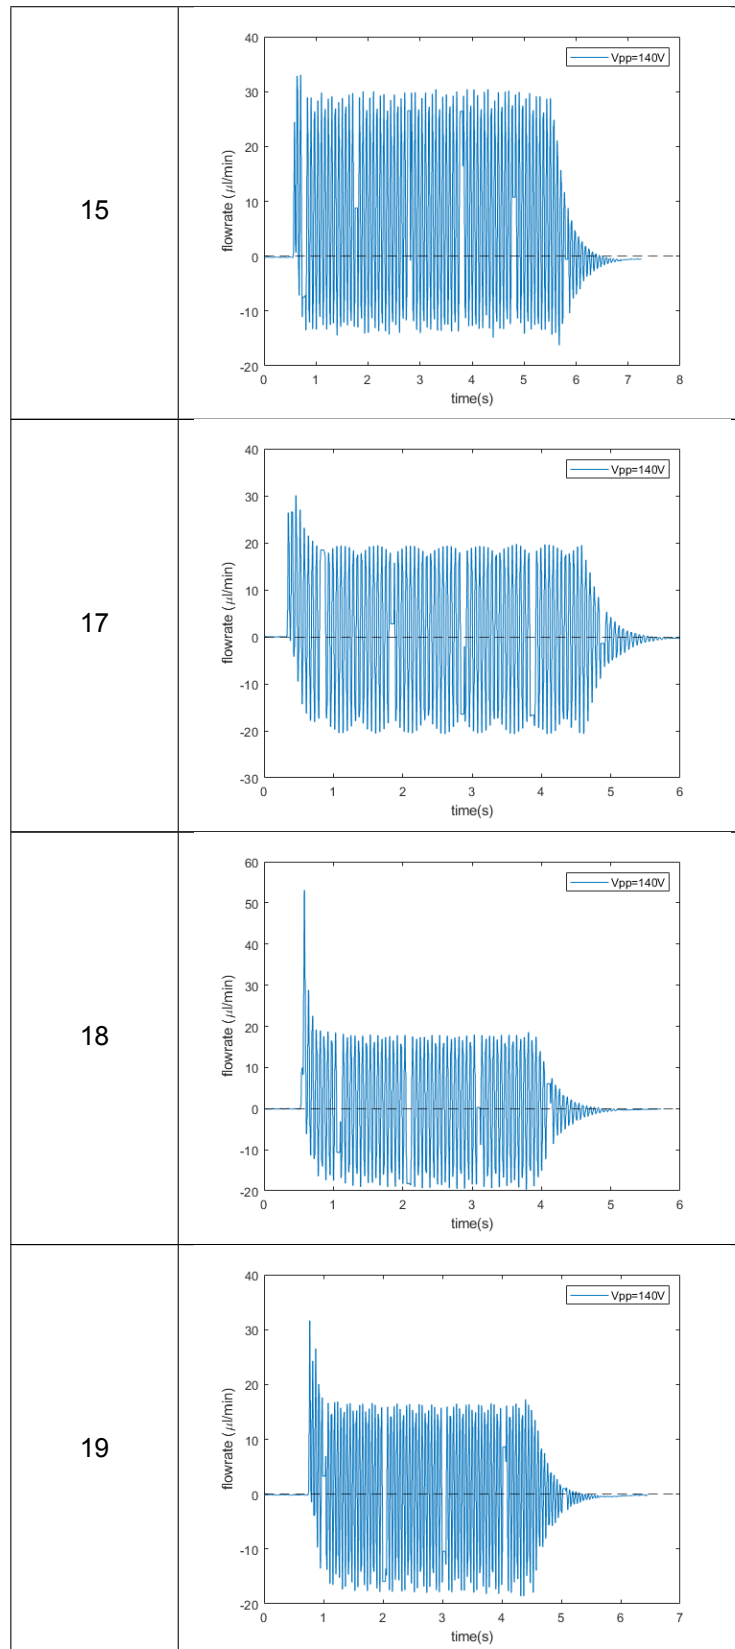 15
40
30
20
10
0
-10
-20
flowrate (μl/min)
Vpp=140V
0 1 2 3 4 5 6 7 8
time(s)
17
40
30
20
10
0
-10
-20
-30
flowrate (μl/min)
Vpp=140V
0 1 2 3 4 5 6
time(s)
18
60
50
40
30
20
10
0
-10
-20
flowrate (μl/min)
Vpp=140V
0 1 2 3 4 5 6
time(s)
19
40
30
20
10
0
-10
-20
flowrate (μl/min)
Vpp=140V
0 1 2 3 4 5 6 7
time(s)